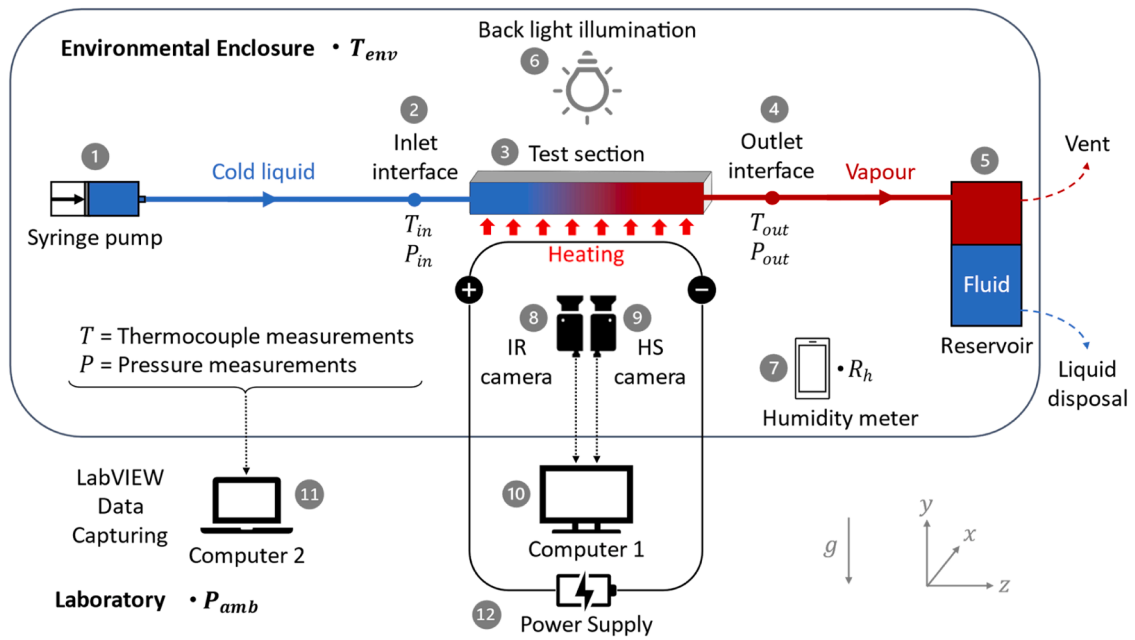 Environmental Enclosure • T_env
Back light illumination
6
1
Syringe pump
Cold liquid
2
Inlet
interface
T_in
P_in
3
Test section
Heating
4
Outlet
interface
T_out
P_out
Vapour
5
Fluid
Reservoir
Vent
Liquid
disposal
+
−
8
IR
camera
9
HS
camera
7
• R_h
Humidity meter
T = Thermocouple measurements
P = Pressure measurements
LabVIEW
Data
Capturing
11
Computer 2
10
Computer 1
12
Power Supply
Laboratory • P_amb
g
y
x
z